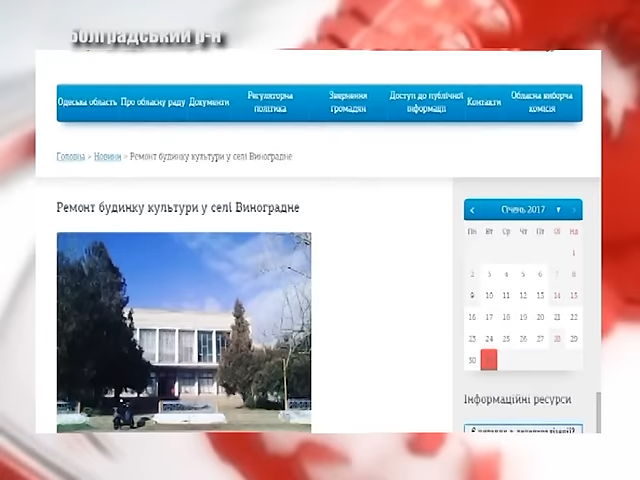 Болградський р-н
Одеська область Про обласну раду Документи Регуляторна політика Звернення громадян Доступ до публічної інформації Контакти Обласна виборча комісія
Головна > Новини > Ремонт будинку культури у селі Виноградне
Ремонт будинку культури у селі Виноградне
Січень 2017
Пн Вт Ср Чт Пт Сб Нд
1
2 3 4 5 6 7 8
9 10 11 12 13 14 15
16 17 18 19 20 21 22
23 24 25 26 27 28 29
30 31
Інформаційні ресурси